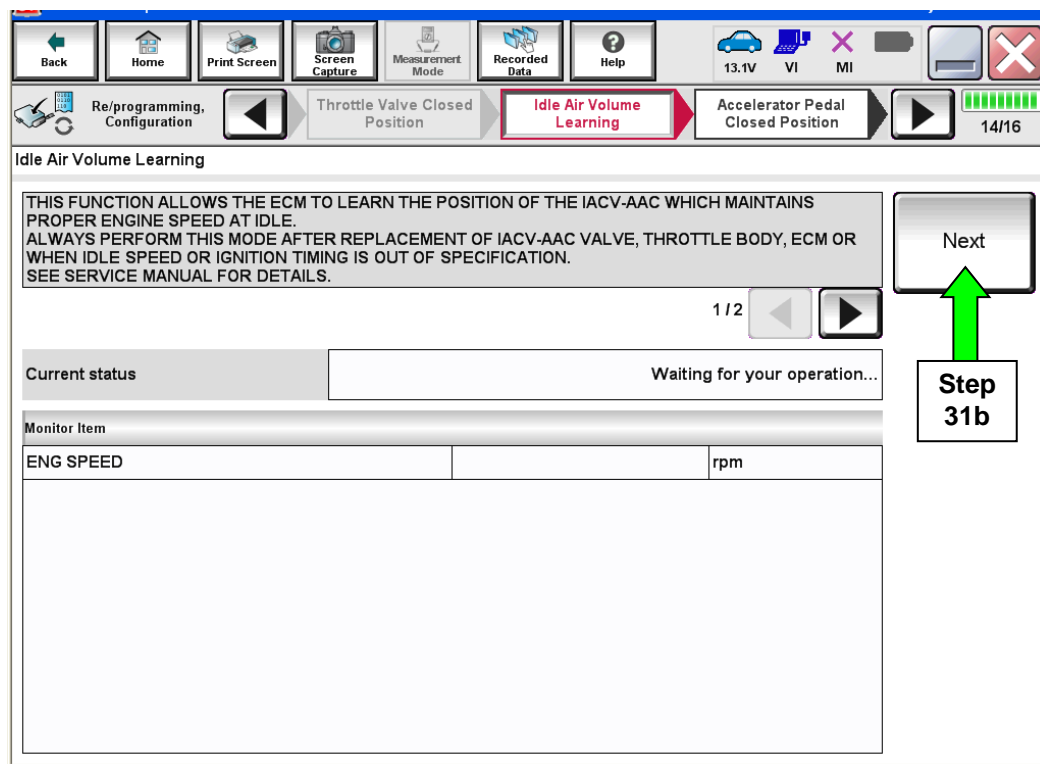 Back
Home
Print Screen
Screen
Capture
Measurement
Mode
Recorded
Data
Help
13.1V
VI
MI
Re/programming,
Configuration
Throttle Valve Closed
Position
Idle Air Volume
Learning
Accelerator Pedal
Closed Position
14/16
Idle Air Volume Learning
THIS FUNCTION ALLOWS THE ECM TO LEARN THE POSITION OF THE IACV-AAC WHICH MAINTAINS
PROPER ENGINE SPEED AT IDLE.
ALWAYS PERFORM THIS MODE AFTER REPLACEMENT OF IACV-AAC VALVE, THROTTLE BODY, ECM OR
WHEN IDLE SPEED OR IGNITION TIMING IS OUT OF SPECIFICATION.
SEE SERVICE MANUAL FOR DETAILS.
Next
1/2
Current status
Waiting for your operation...
Step
31b
Monitor Item
ENG SPEED
rpm